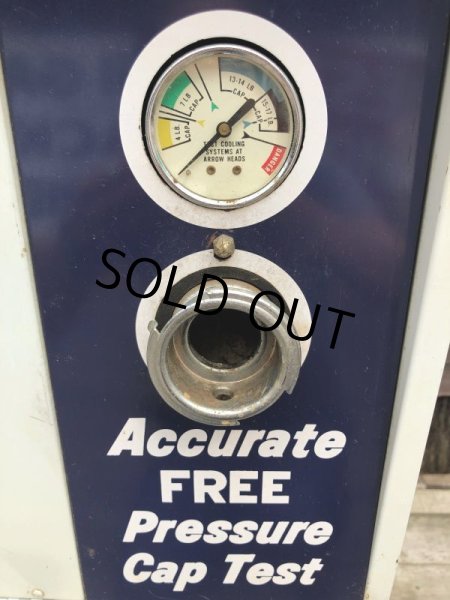 4 LB.
CAP
7 LB
CAP
13-14 LB
CAP
15-17 LB
CAP
DANGER
TEST COOLING
SYSTEMS AT
ARROW HEADS
SOLD OUT
Accurate
FREE
Pressure
Cap Test